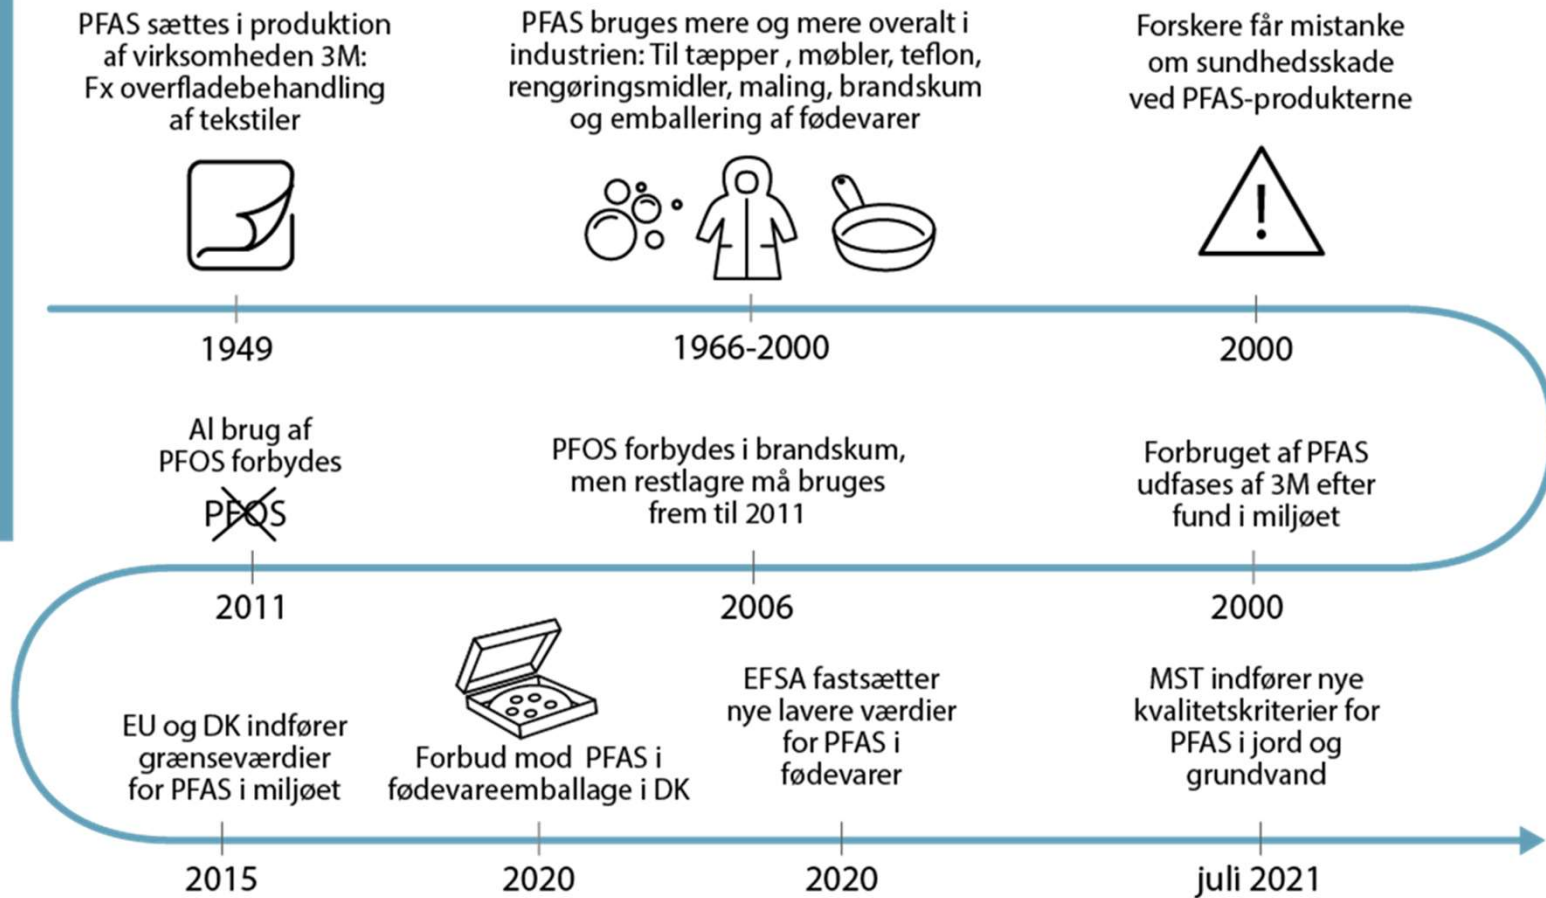 PFAS sættes i produktion
af virksomheden 3M:
Fx overfladebehandling
af tekstiler
PFAS bruges mere og mere overalt i
industrien: Til tæpper , møbler, teflon,
rengøringsmidler, maling, brandskum
og emballering af fødevarer
Forskere får mistanke
om sundhedsskade
ved PFAS-produkterne
1949
1966-2000
2000
Al brug af
PFOS forbydes
PFOS
PFOS forbydes i brandskum,
men restlagre må bruges
frem til 2011
Forbruget af PFAS
udfases af 3M efter
fund i miljøet
2011
2006
2000
EU og DK indfører
grænseværdier
for PFAS i miljøet
Forbud mod PFAS i
fødevareemballage i DK
EFSA fastsætter
nye lavere værdier
for PFAS i
fødevarer
MST indfører nye
kvalitetskriterier for
PFAS i jord og
grundvand
2015
2020
2020
juli 2021